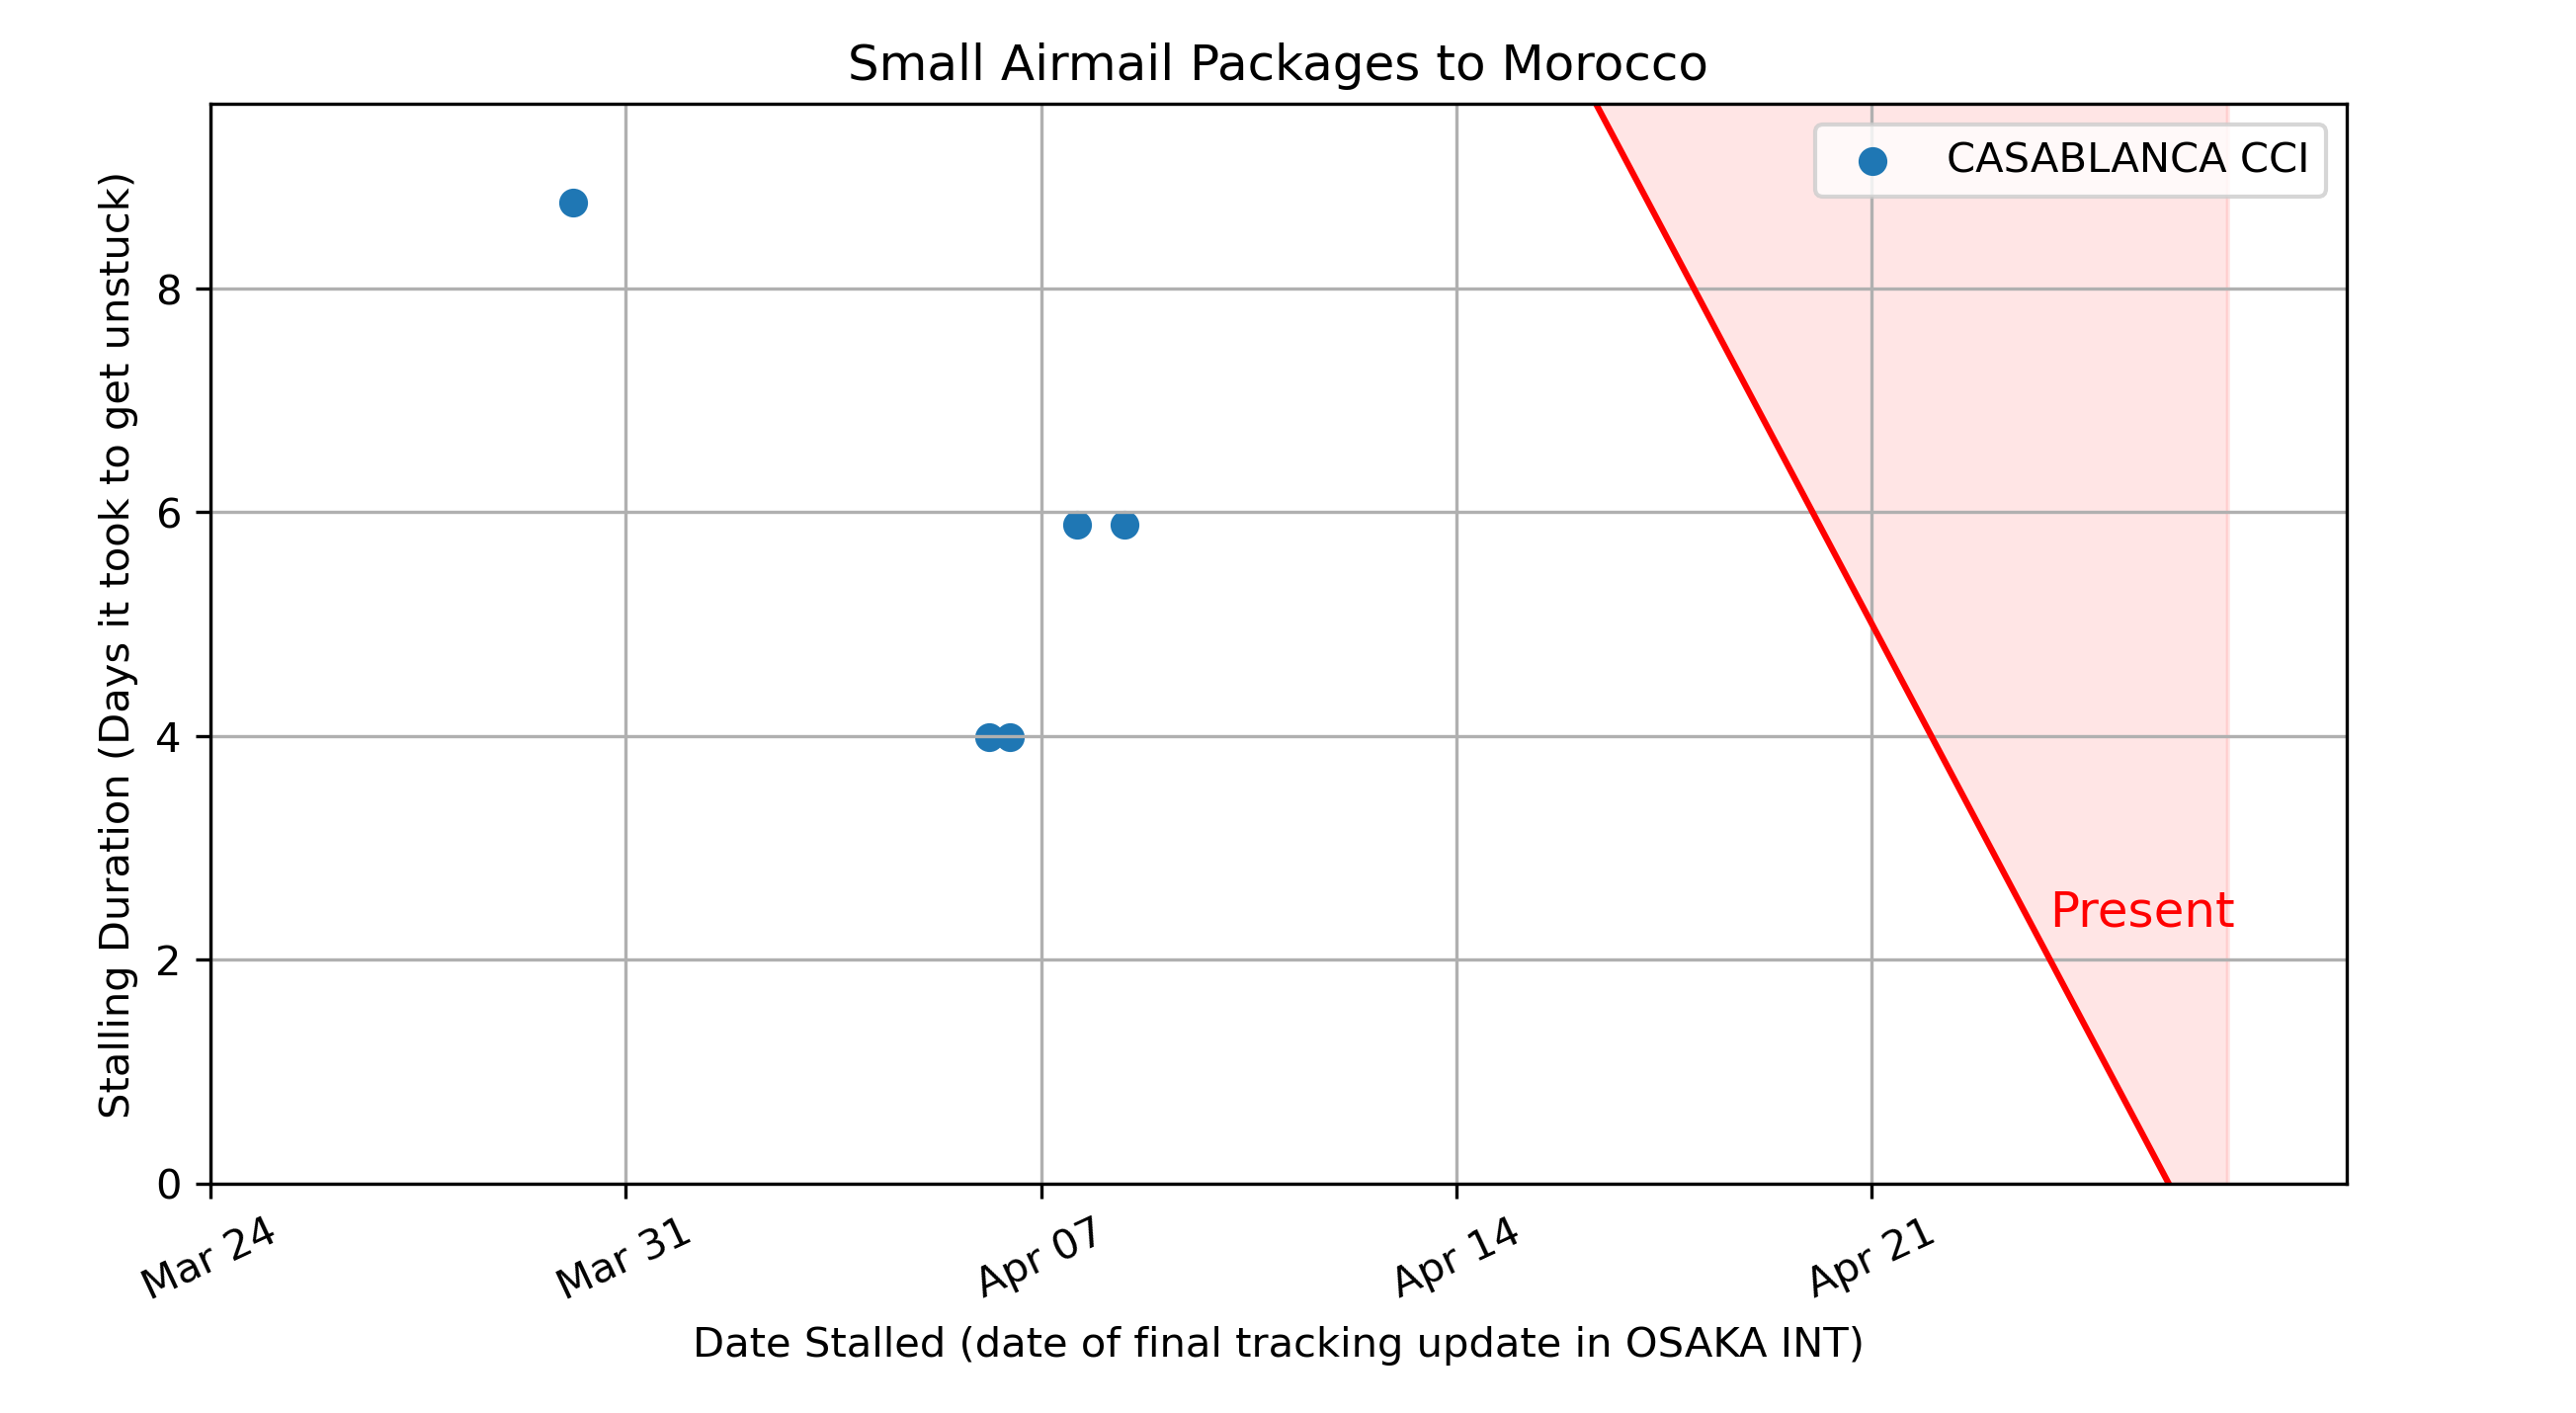 Small Airmail Packages to Morocco
CASABLANCA CCI
Stalling Duration (Days it took to get unstuck)
8
6
4
2
0
Present
Mar 24
Mar 31
Apr 07
Apr 14
Apr 21
Date Stalled (date of final tracking update in OSAKA INT)